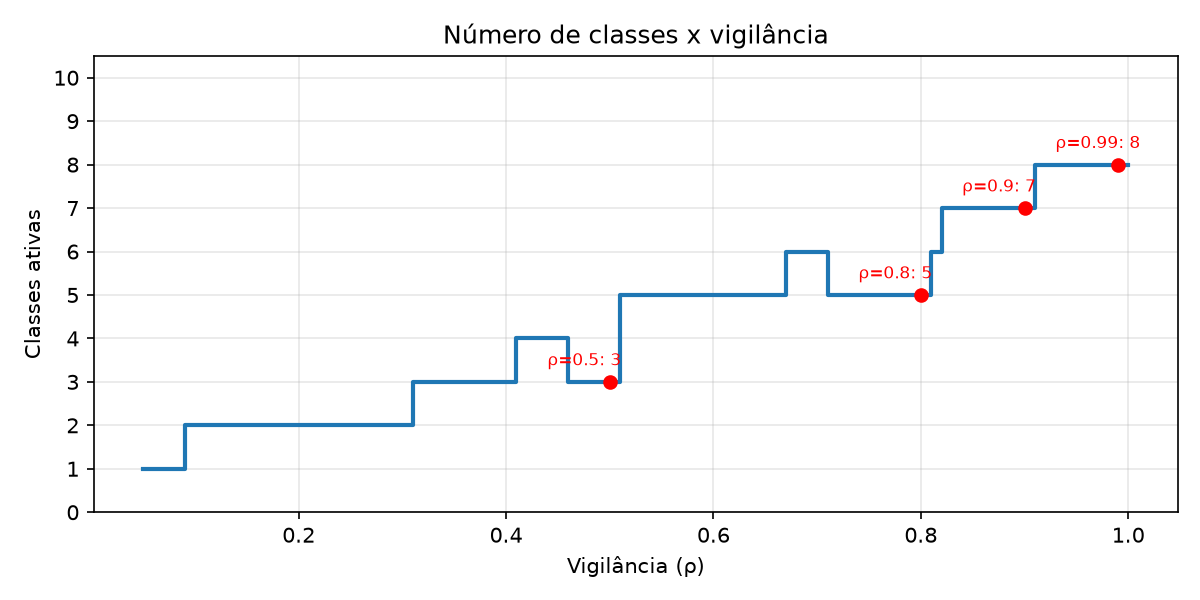 Número de classes x vigilância
Classes ativas
10
9
8
7
6
5
4
3
2
1
0
ρ=0.99: 8
ρ=0.9: 7
ρ=0.8: 5
ρ=0.5: 3
0.2 0.4 0.6 0.8 1.0
Vigilância (ρ)